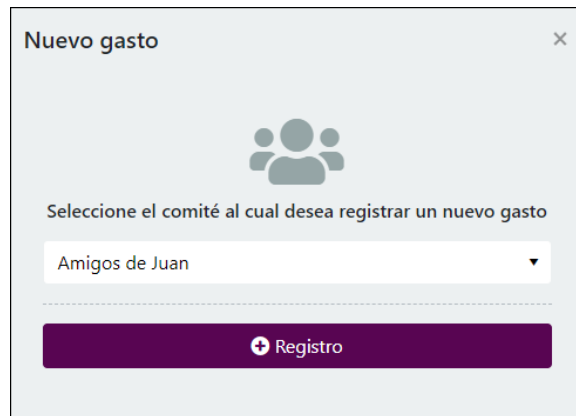 Nuevo gasto
×
Seleccione el comité al cual desea registrar un nuevo gasto
Amigos de Juan
Registro